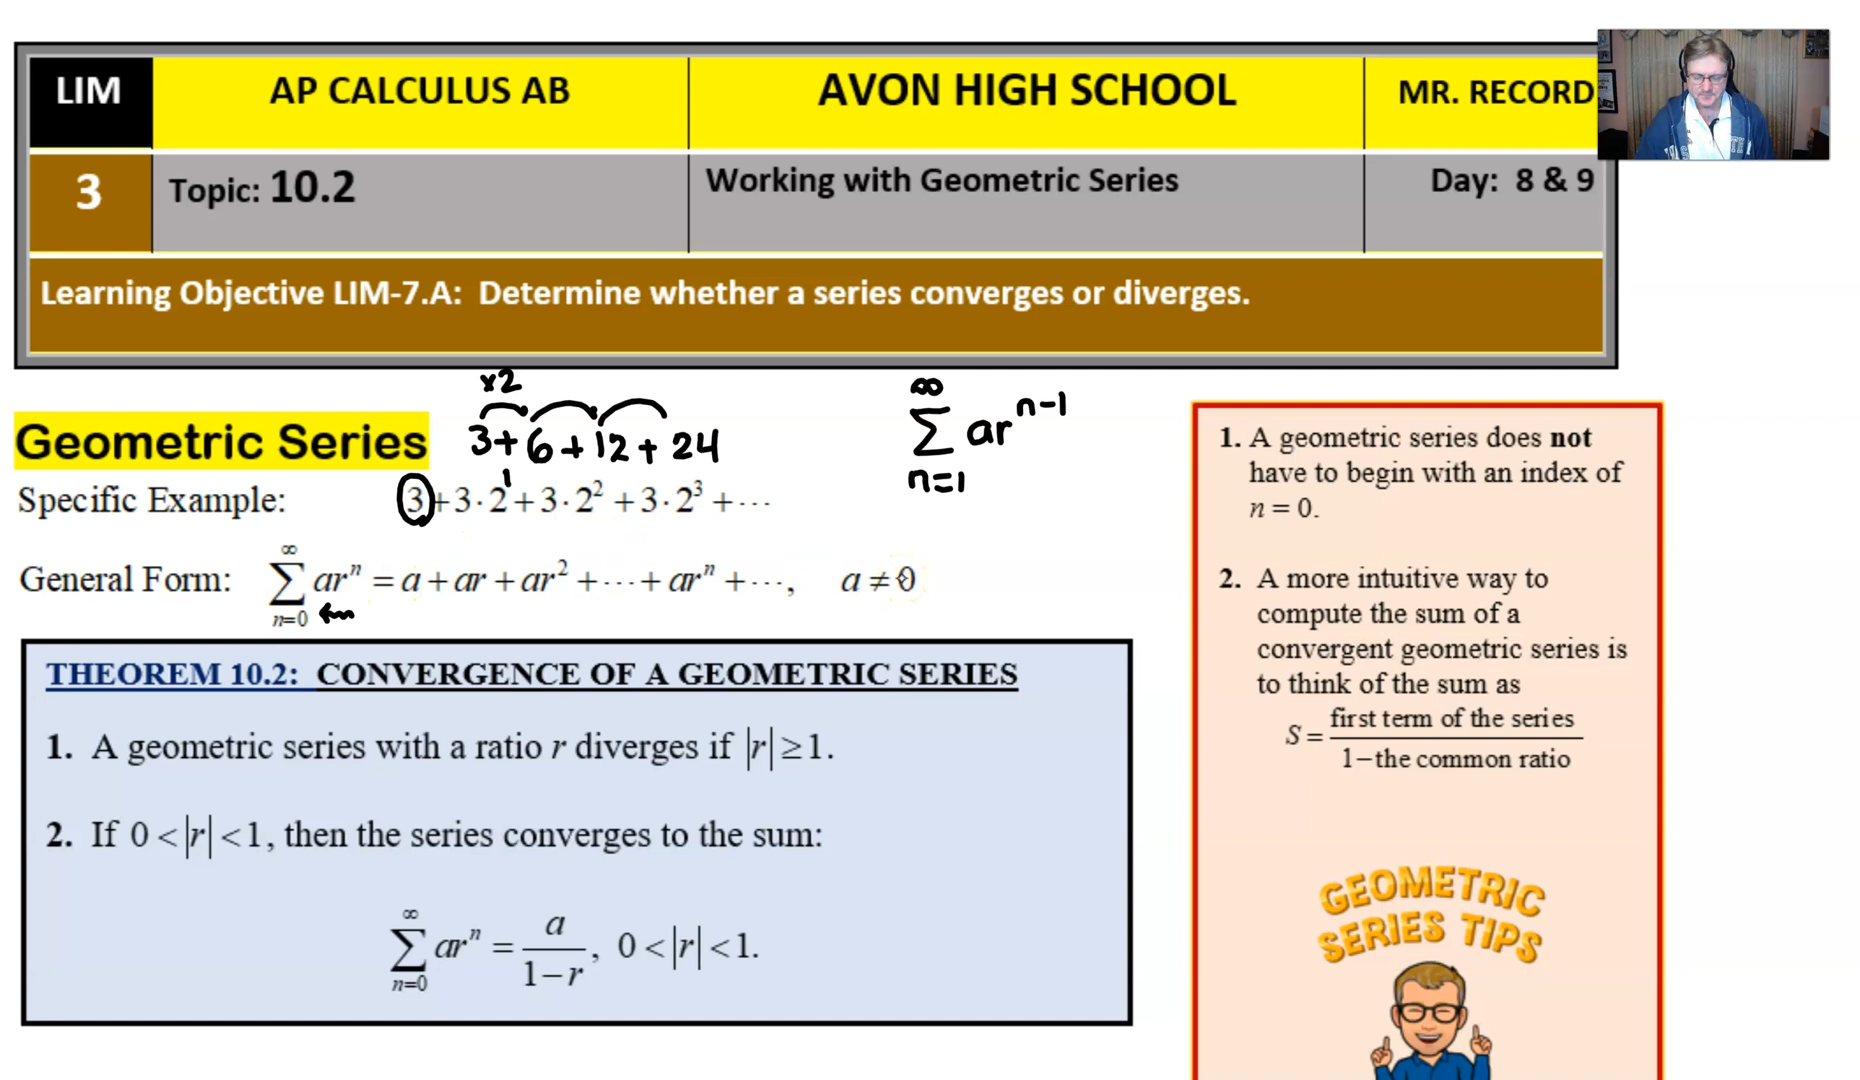 LIM AP CALCULUS AB AVON HIGH SCHOOL MR. RECORD
3 Topic: 10.2 Working with Geometric Series Day: 8 & 9
Learning Objective LIM-7.A: Determine whether a series converges or diverges.
×2
Geometric Series 3+6+12+24
Specific Example: 3+3·2^1+3·2²+3·2³+···
∞ Σ n=1 ar^(n-1)
General Form: ∞ Σ n=0 ar^n = a + ar + ar² + ··· + ar^n + ···, a ≠ 0
THEOREM 10.2: CONVERGENCE OF A GEOMETRIC SERIES
1. A geometric series with a ratio r diverges if |r| ≥ 1.
2. If 0 < |r| < 1, then the series converges to the sum:
∞ Σ n=0 ar^n = a/(1−r), 0 < |r| < 1.
1. A geometric series does not
have to begin with an index of
n = 0.
2. A more intuitive way to
compute the sum of a
convergent geometric series is
to think of the sum as
S = first term of the series
1−the common ratio
GEOMETRIC
SERIES TIPS